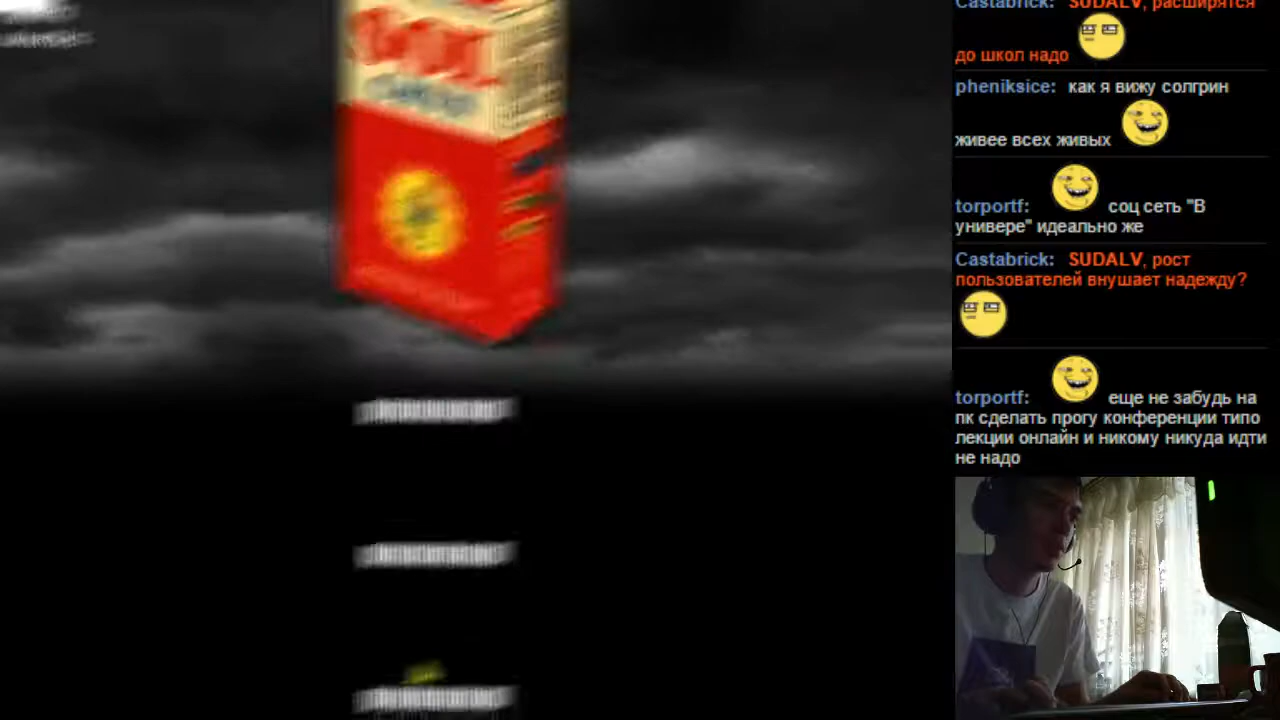 Castabrick: SUDALV, расширятся
до школ надо
pheniksice: как я вижу солгрин
живее всех живых
torportf: соц сеть "В
универе" идеально же
Castabrick: SUDALV, рост
пользователей внушает надежду?
torportf: еще не забудь на
пк сделать прогу конференции типо
лекции онлайн и никому никуда идти
не надо